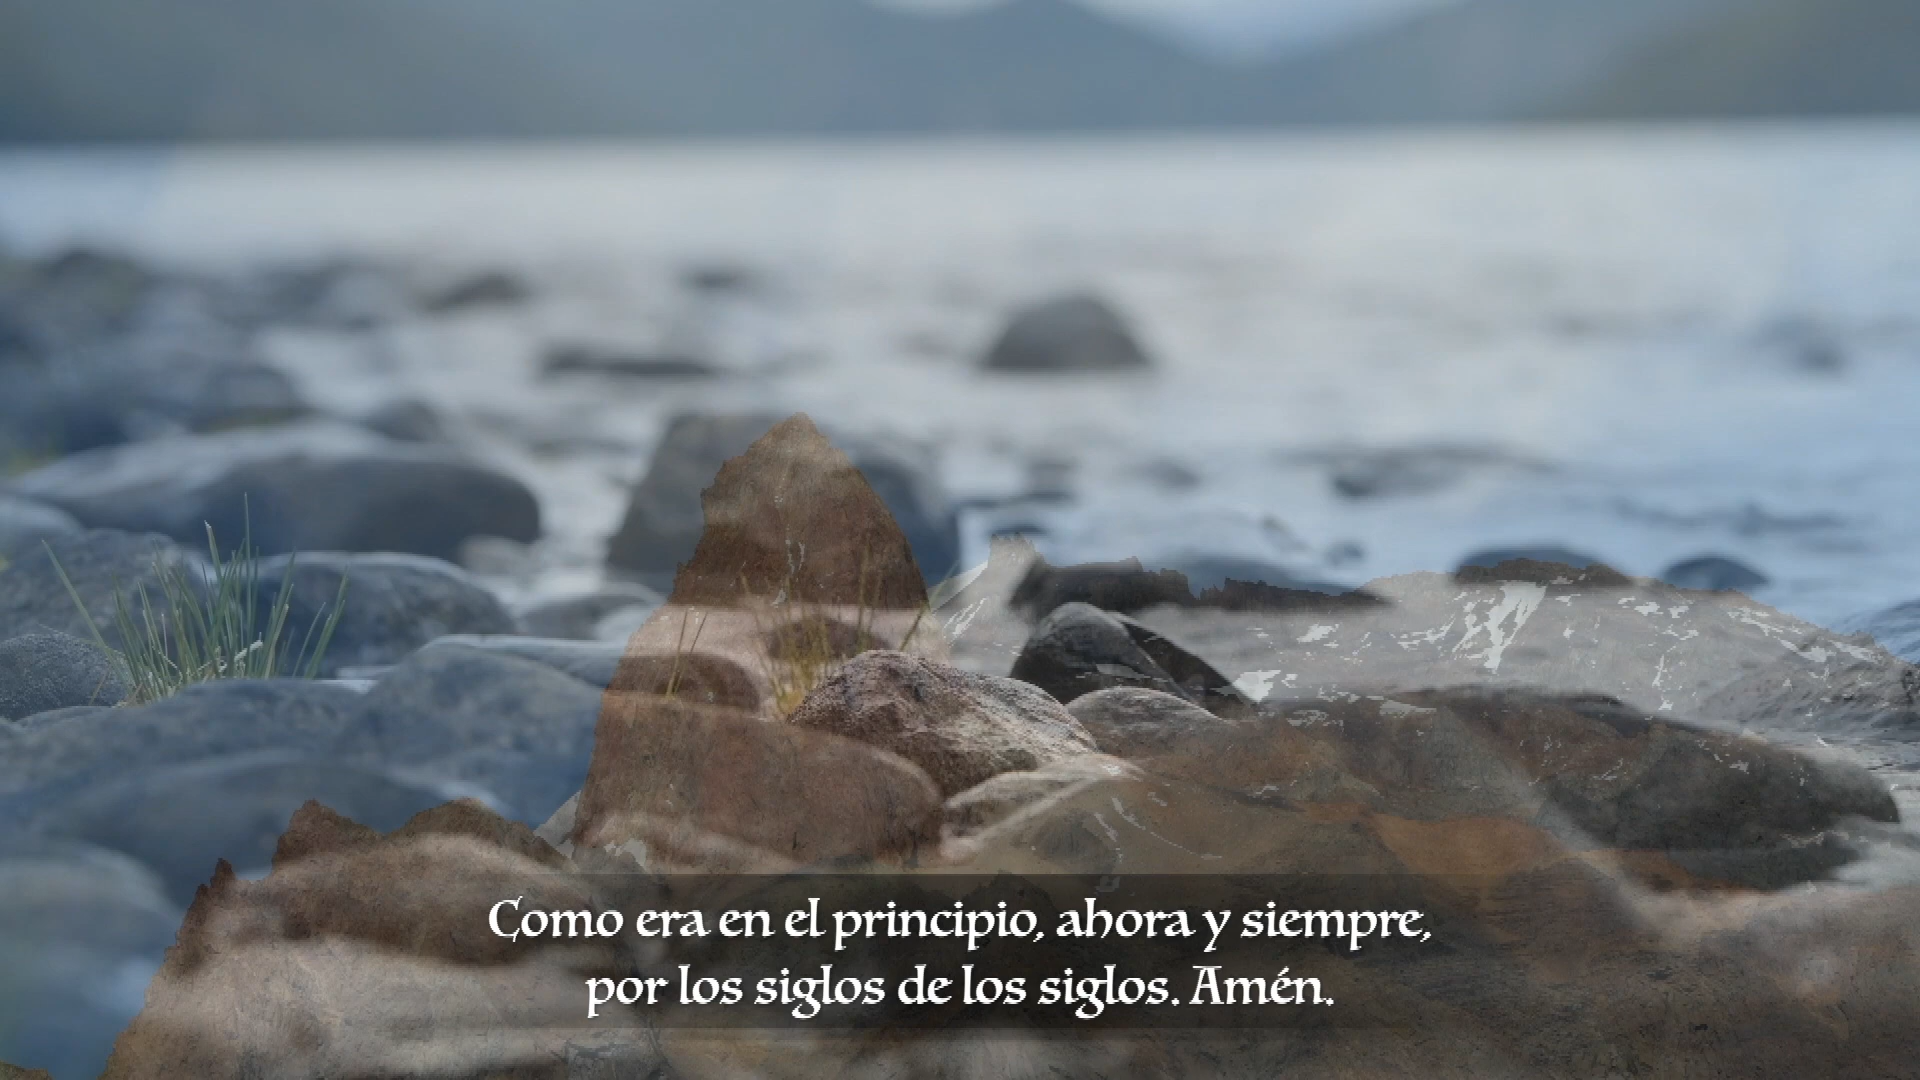 Como era en el principio, ahora y siempre,
por los siglos de los siglos. Amén.